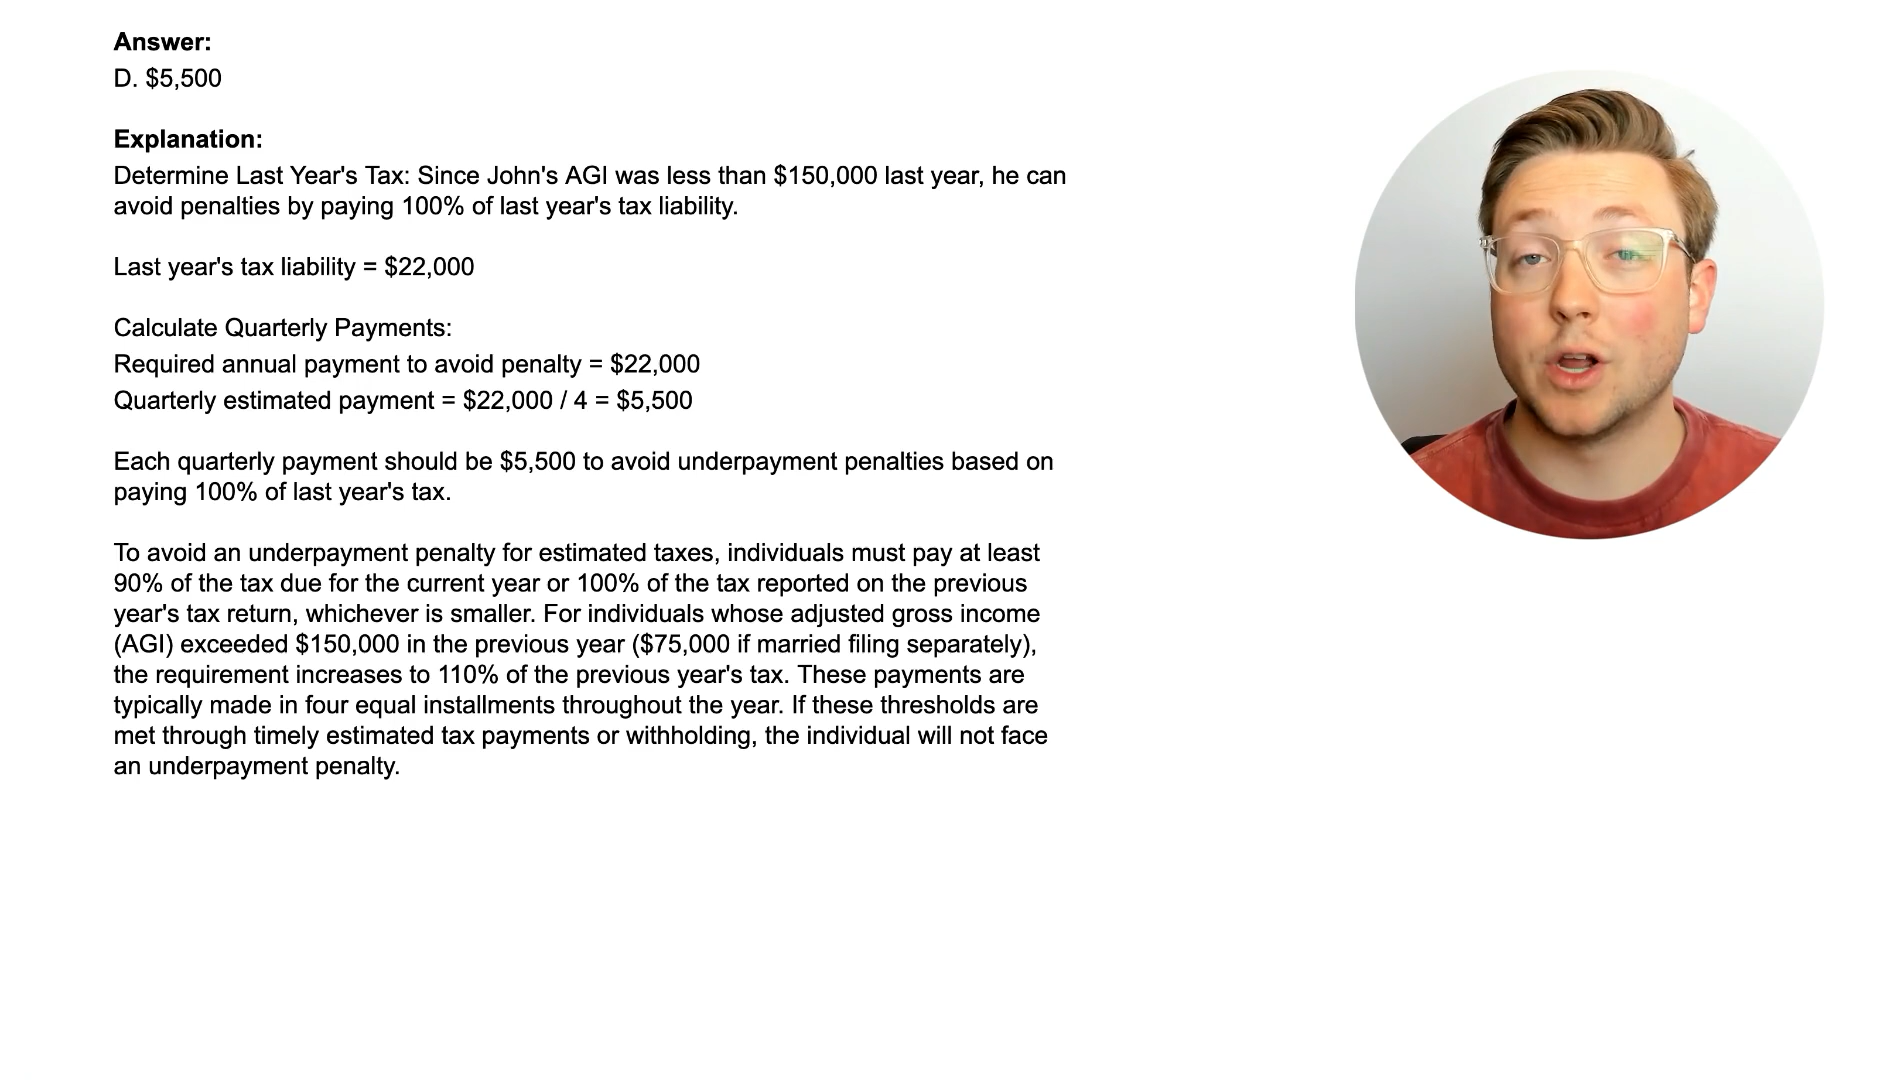 Answer:
D. $5,500
Explanation:
Determine Last Year's Tax: Since John's AGI was less than $150,000 last year, he can
avoid penalties by paying 100% of last year's tax liability.
Last year's tax liability = $22,000
Calculate Quarterly Payments:
Required annual payment to avoid penalty = $22,000
Quarterly estimated payment = $22,000 / 4 = $5,500
Each quarterly payment should be $5,500 to avoid underpayment penalties based on
paying 100% of last year's tax.
To avoid an underpayment penalty for estimated taxes, individuals must pay at least
90% of the tax due for the current year or 100% of the tax reported on the previous
year's tax return, whichever is smaller. For individuals whose adjusted gross income
(AGI) exceeded $150,000 in the previous year ($75,000 if married filing separately),
the requirement increases to 110% of the previous year's tax. These payments are
typically made in four equal installments throughout the year. If these thresholds are
met through timely estimated tax payments or withholding, the individual will not face
an underpayment penalty.